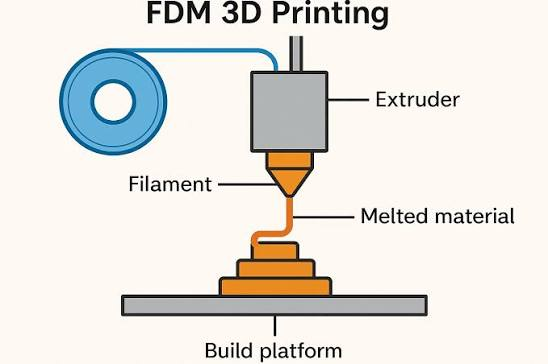 FDM 3D Printing
Extruder
Filament
Melted material
Build platform